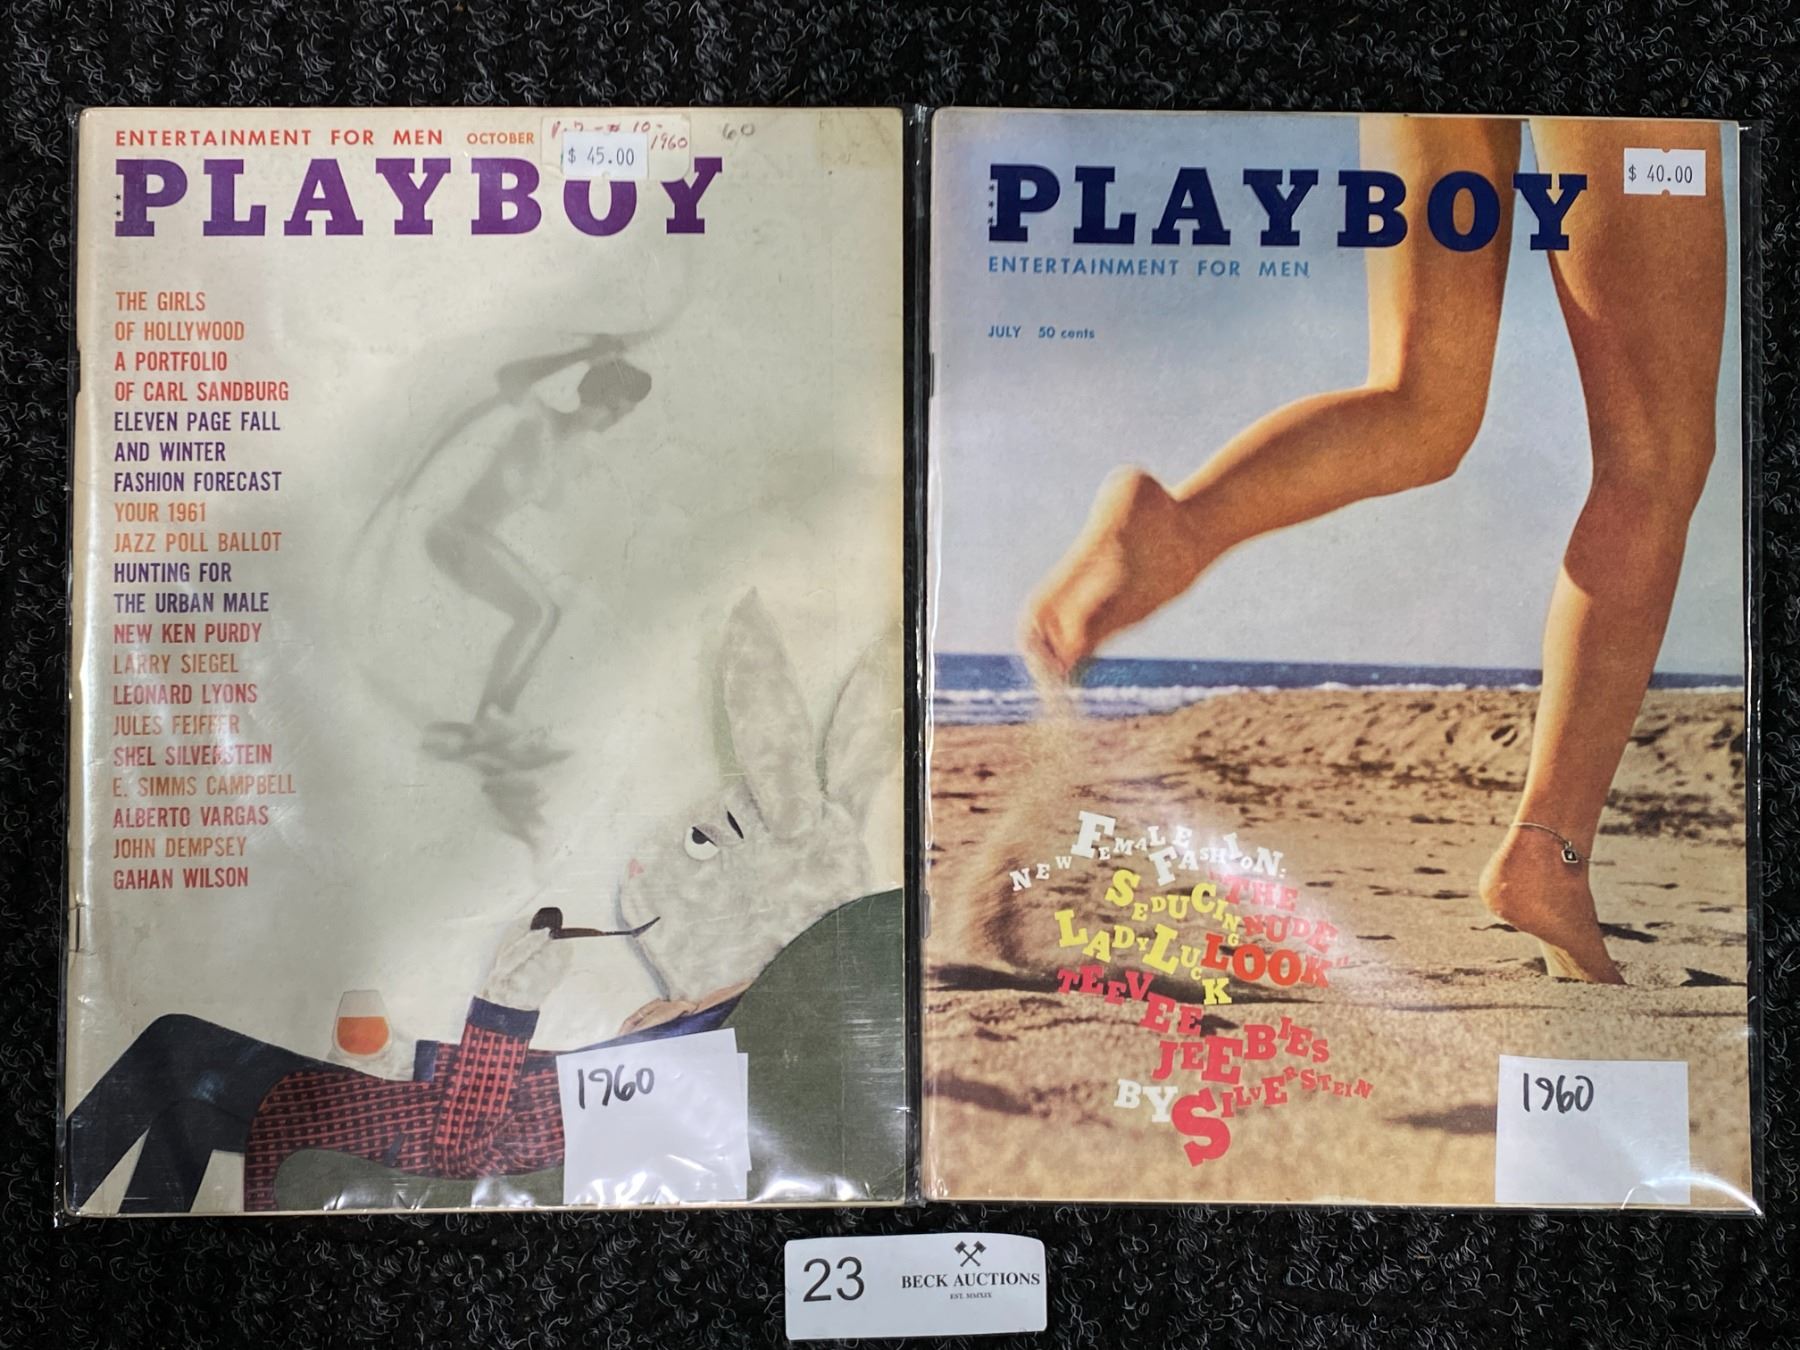 ENTERTAINMENT FOR MEN OCTOBER
10-
1960
60
$ 45.00
PLAYBOY
THE GIRLS
OF HOLLYWOOD
A PORTFOLIO
OF CARL SANDBURG
ELEVEN PAGE FALL
AND WINTER
FASHION FORECAST
YOUR 1961
JAZZ POLL BALLOT
HUNTING FOR
THE URBAN MALE
NEW KEN PURDY
LARRY SIEGEL
LEONARD LYONS
JULES FEIFFER
SHEL SILVERSTEIN
E. SIMMS CAMPBELL
ALBERTO VARGAS
JOHN DEMPSEY
GAHAN WILSON
1960
$ 40.00
PLAYBOY
ENTERTAINMENT FOR MEN
JULY 50 cents
NEW FEMALE FASHION:
"THE NUDE LOOK"
SEDUCING
LADY LUCK
TEEVEE
JEEBIES
BY SILVERSTEIN
1960
23
BECK AUCTIONS
EST. MMXIX